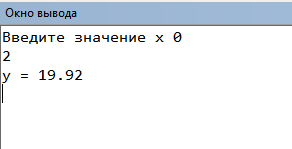 Окно вывода
Введите значение x 0
2
y = 19.92